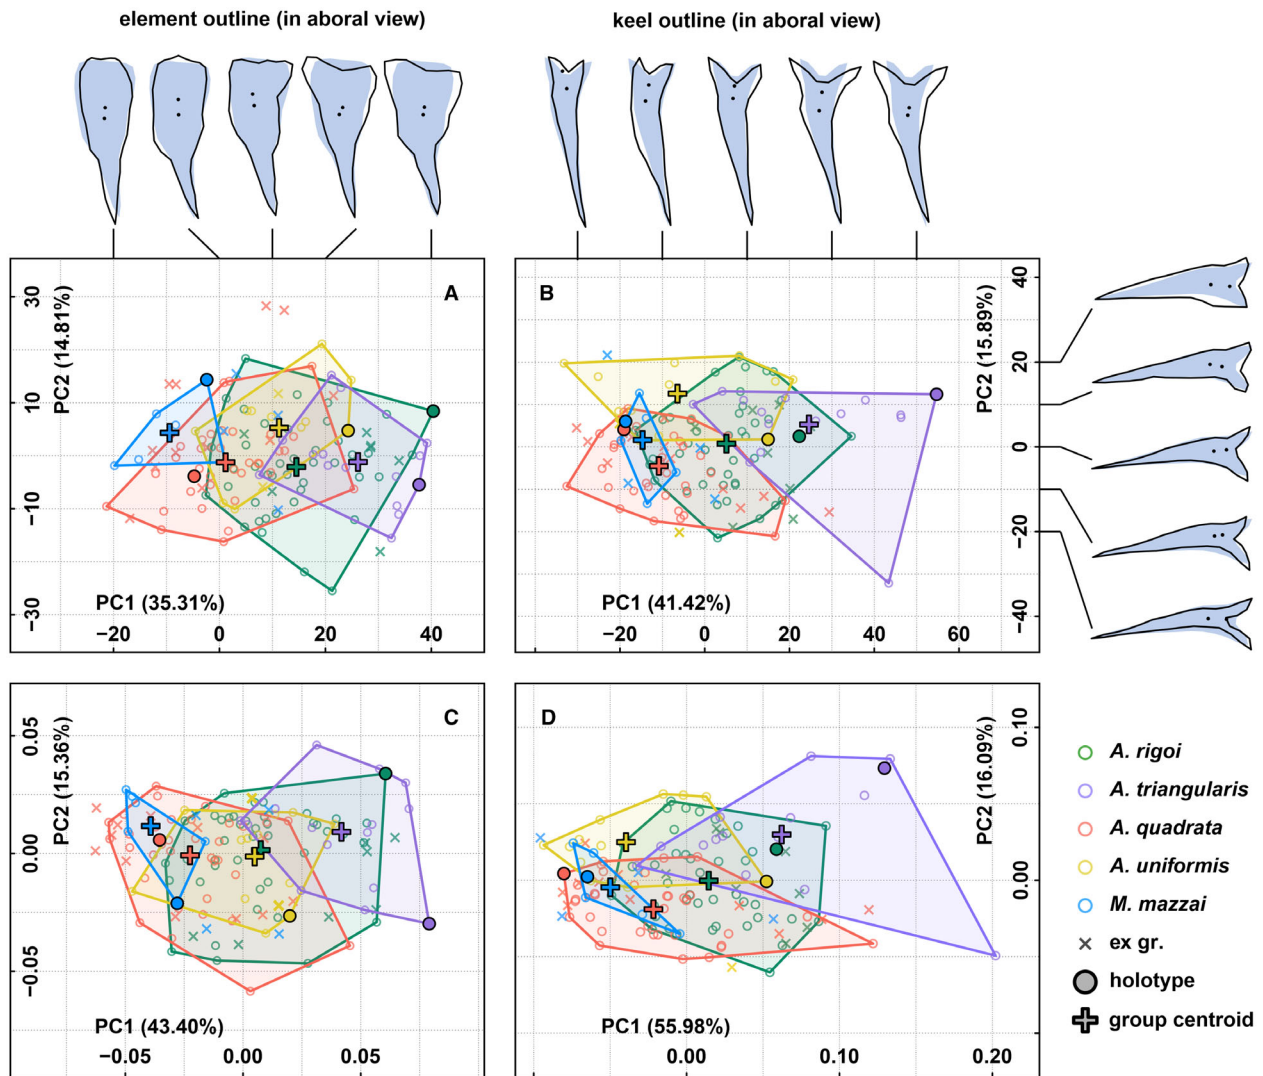 element outline (in aboral view)
keel outline (in aboral view)
A
PC2 (14.81%)
30
10
−10
−30
PC1 (35.31%)
−20 0 20 40
B
PC2 (15.89%)
40
20
0
−20
−40
PC1 (41.42%)
−20 0 20 40 60
C
PC2 (15.36%)
0.05
0.00
−0.05
PC1 (43.40%)
−0.05 0.00 0.05
D
PC2 (16.09%)
0.10
0.00
PC1 (55.98%)
0.00 0.10 0.20
A. rigoi
A. triangularis
A. quadrata
A. uniformis
M. mazzai
ex gr.
holotype
group centroid